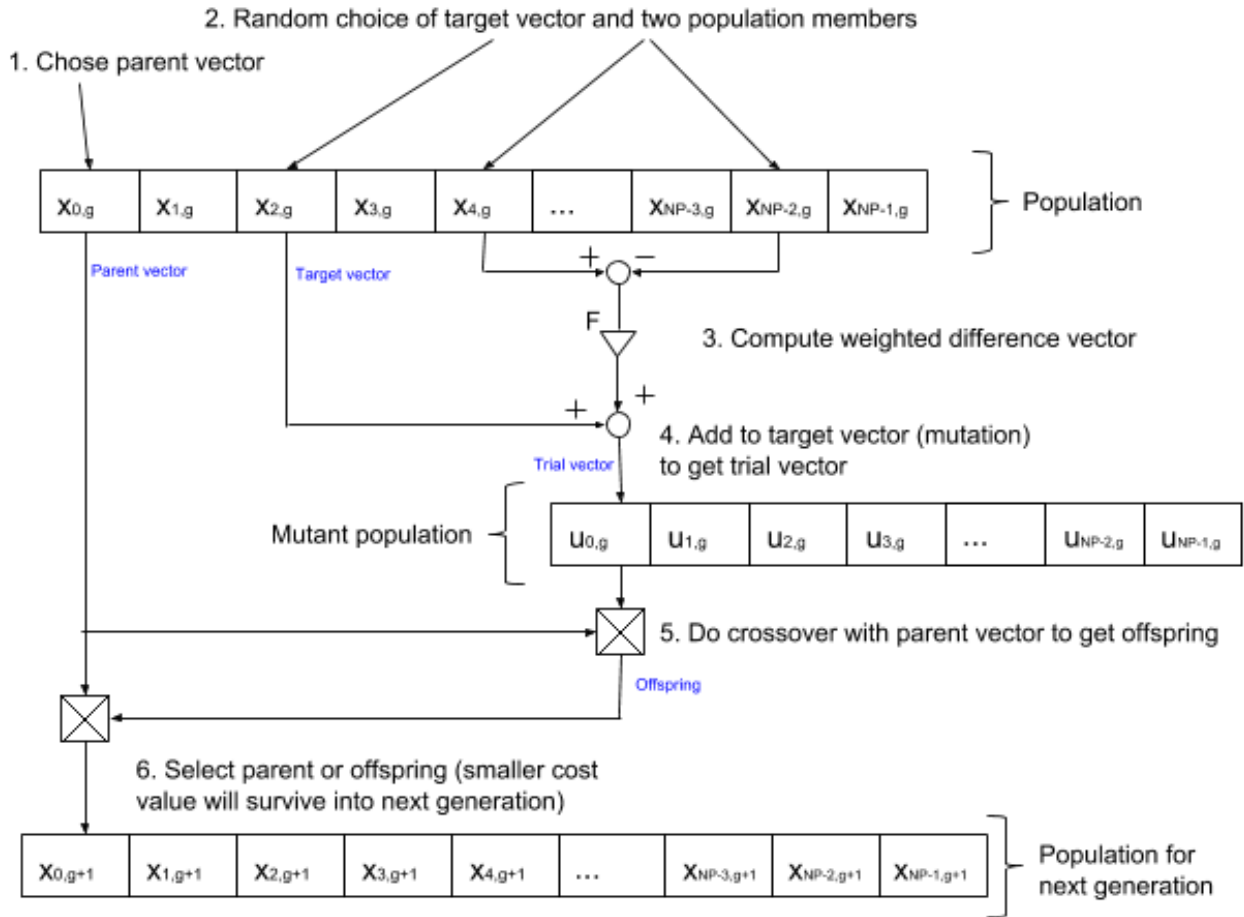 2. Random choice of target vector and two population members
1. Chose parent vector
x0,g x1,g x2,g x3,g x4,g ... xNP-3,g xNP-2,g xNP-1,g
Population
Parent vector
Target vector
+ −
F
3. Compute weighted difference vector
+ +
4. Add to target vector (mutation)
to get trial vector
Trial vector
Mutant population
u0,g u1,g u2,g u3,g ... uNP-2,g uNP-1,g
5. Do crossover with parent vector to get offspring
Offspring
6. Select parent or offspring (smaller cost
value will survive into next generation)
x0,g+1 x1,g+1 x2,g+1 x3,g+1 x4,g+1 ... xNP-3,g+1 xNP-2,g+1 xNP-1,g+1
Population for
next generation